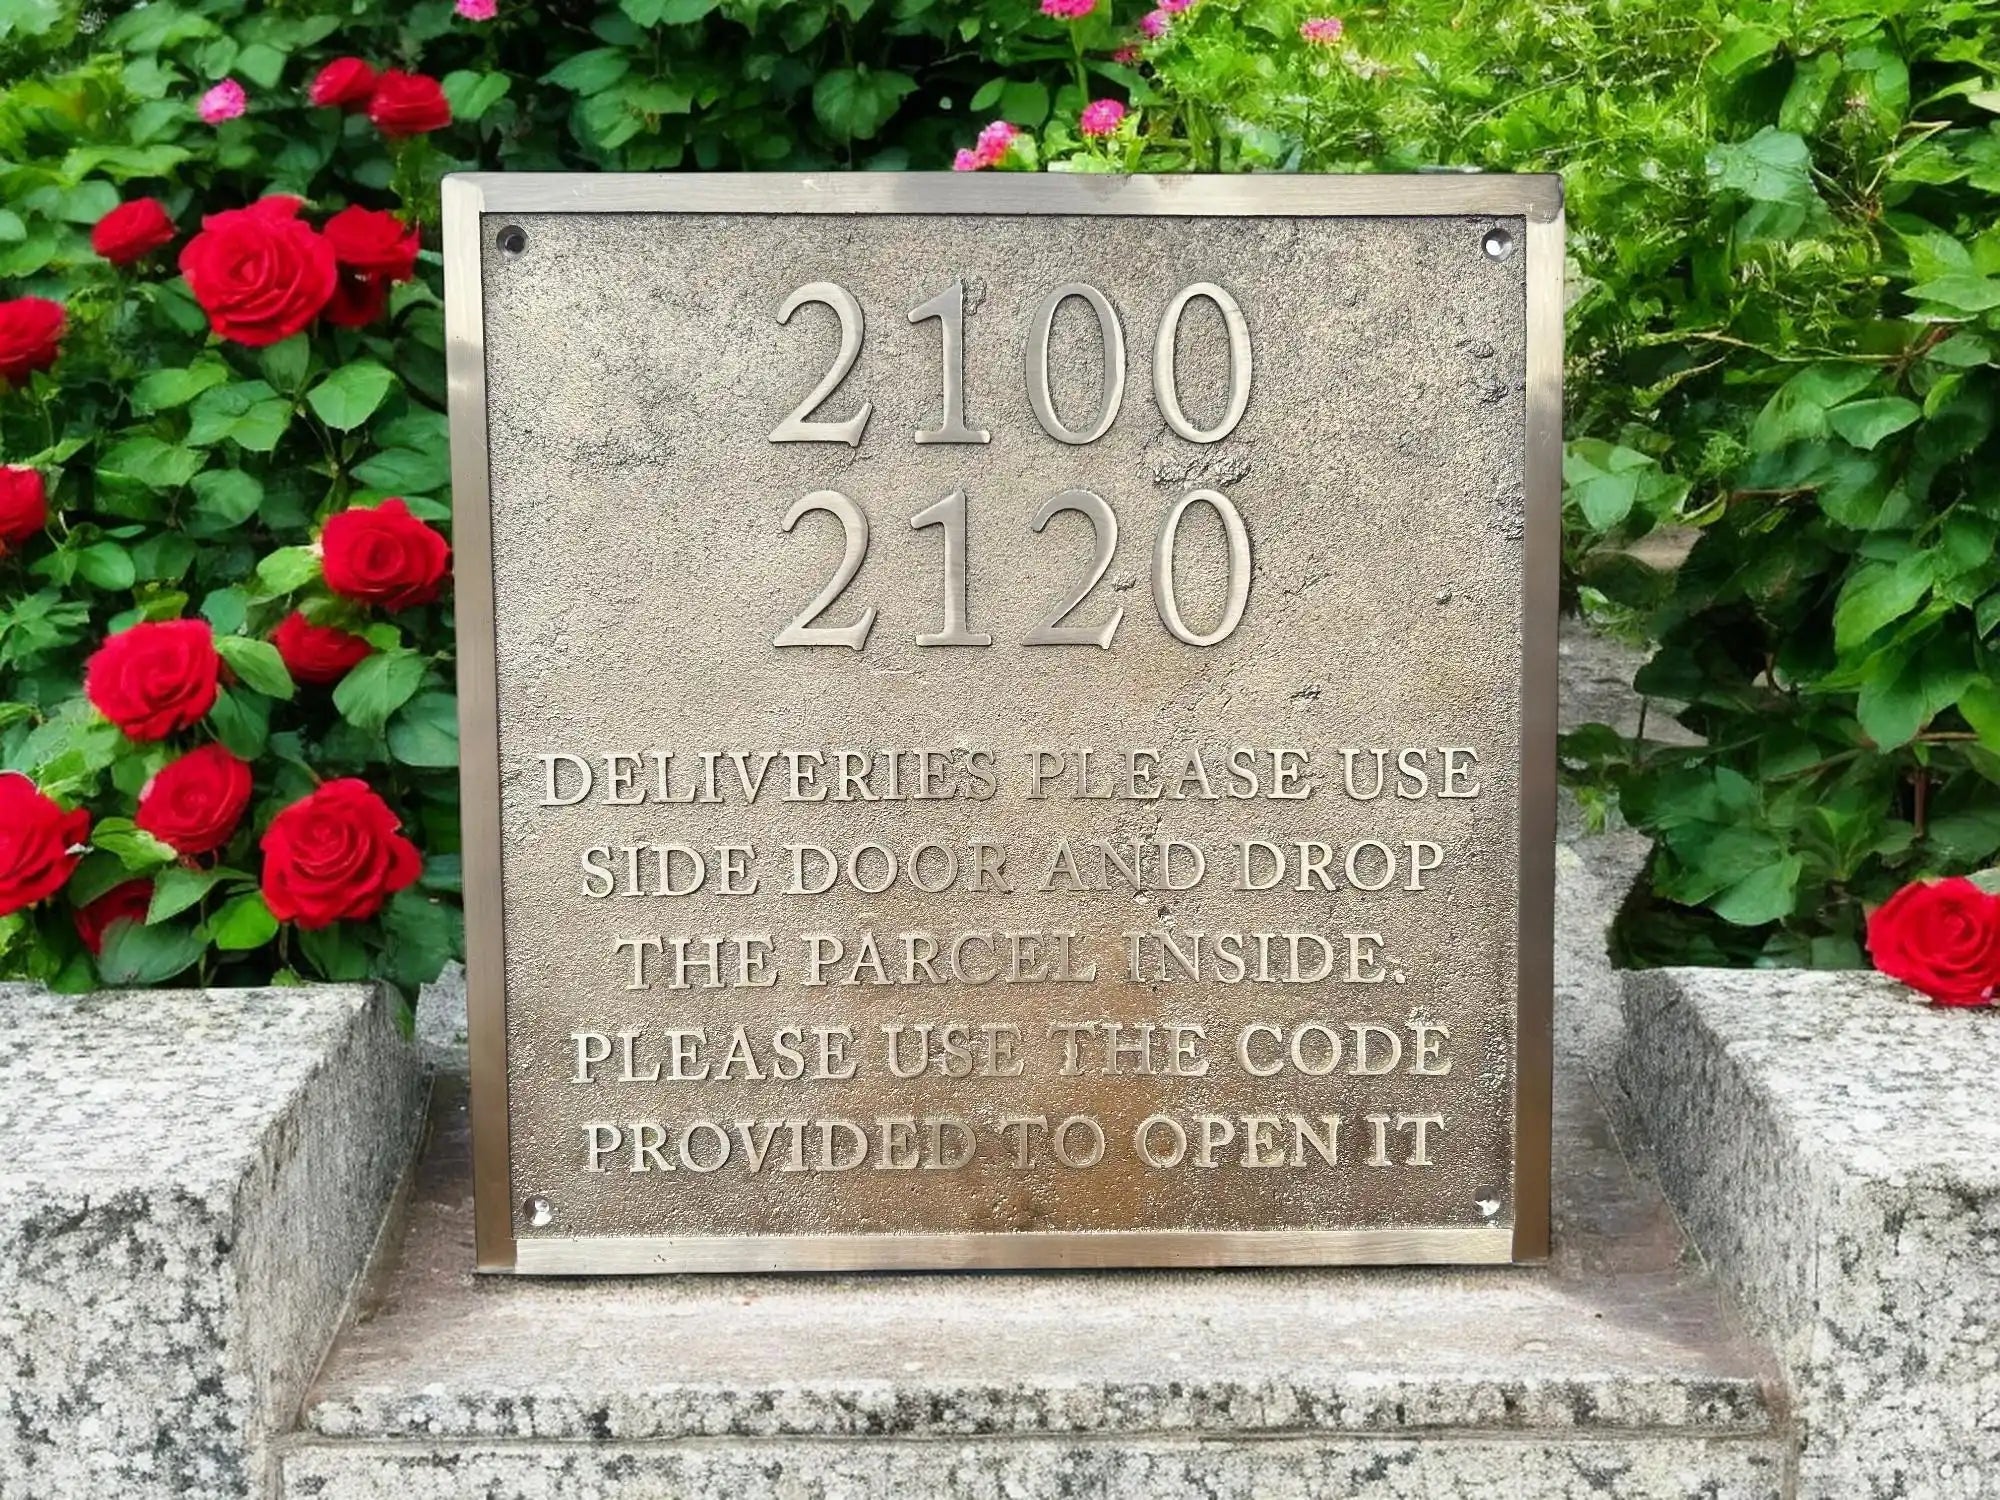 2100
2120
DELIVERIES PLEASE USE
SIDE DOOR AND DROP
THE PARCEL INSIDE.
PLEASE USE THE CODE
PROVIDED TO OPEN IT